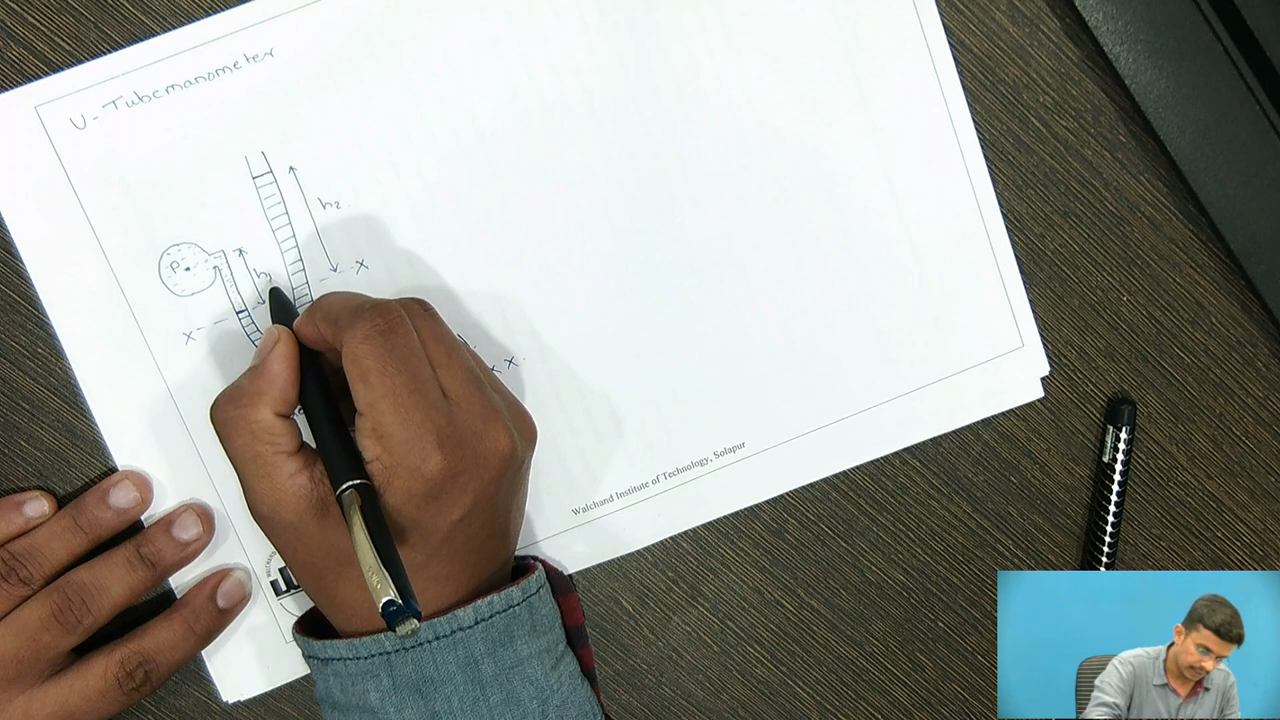 U-Tubemanometer
h2
P
h1
X
X
X
Walchand Institute of Technology, Solapur